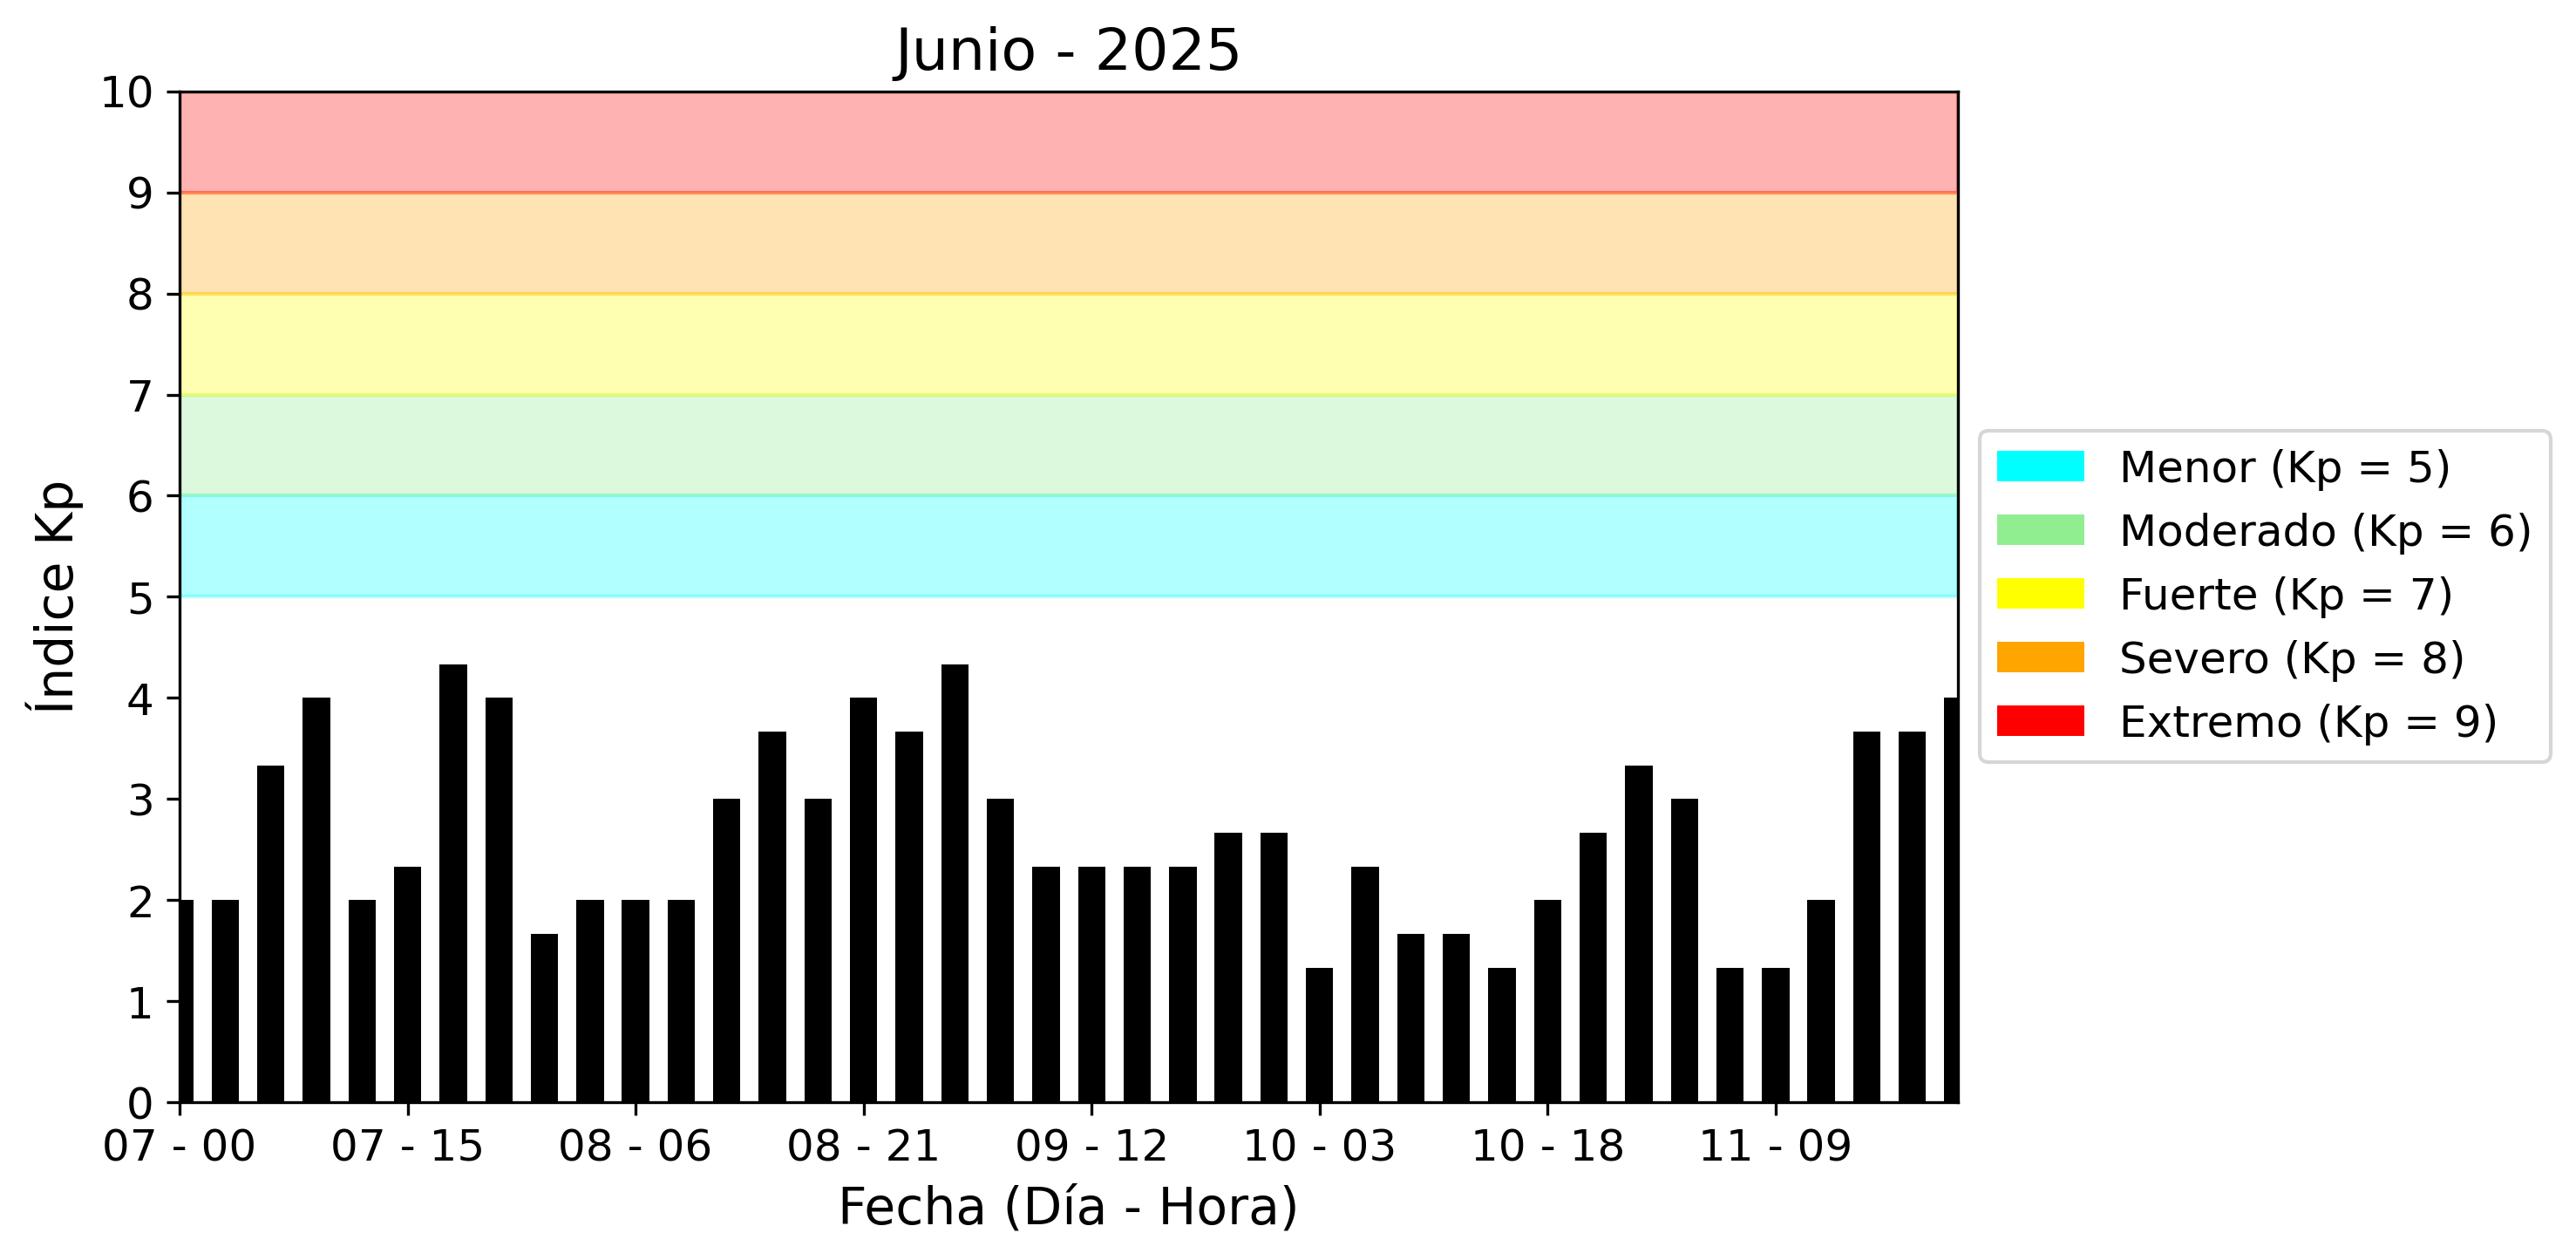 Junio - 2025
10
9
8
7
6
5
4
3
2
1
0
Índice Kp
07 - 00
07 - 15
08 - 06
08 - 21
09 - 12
10 - 03
10 - 18
11 - 09
Fecha (Día - Hora)
Menor (Kp = 5)
Moderado (Kp = 6)
Fuerte (Kp = 7)
Severo (Kp = 8)
Extremo (Kp = 9)